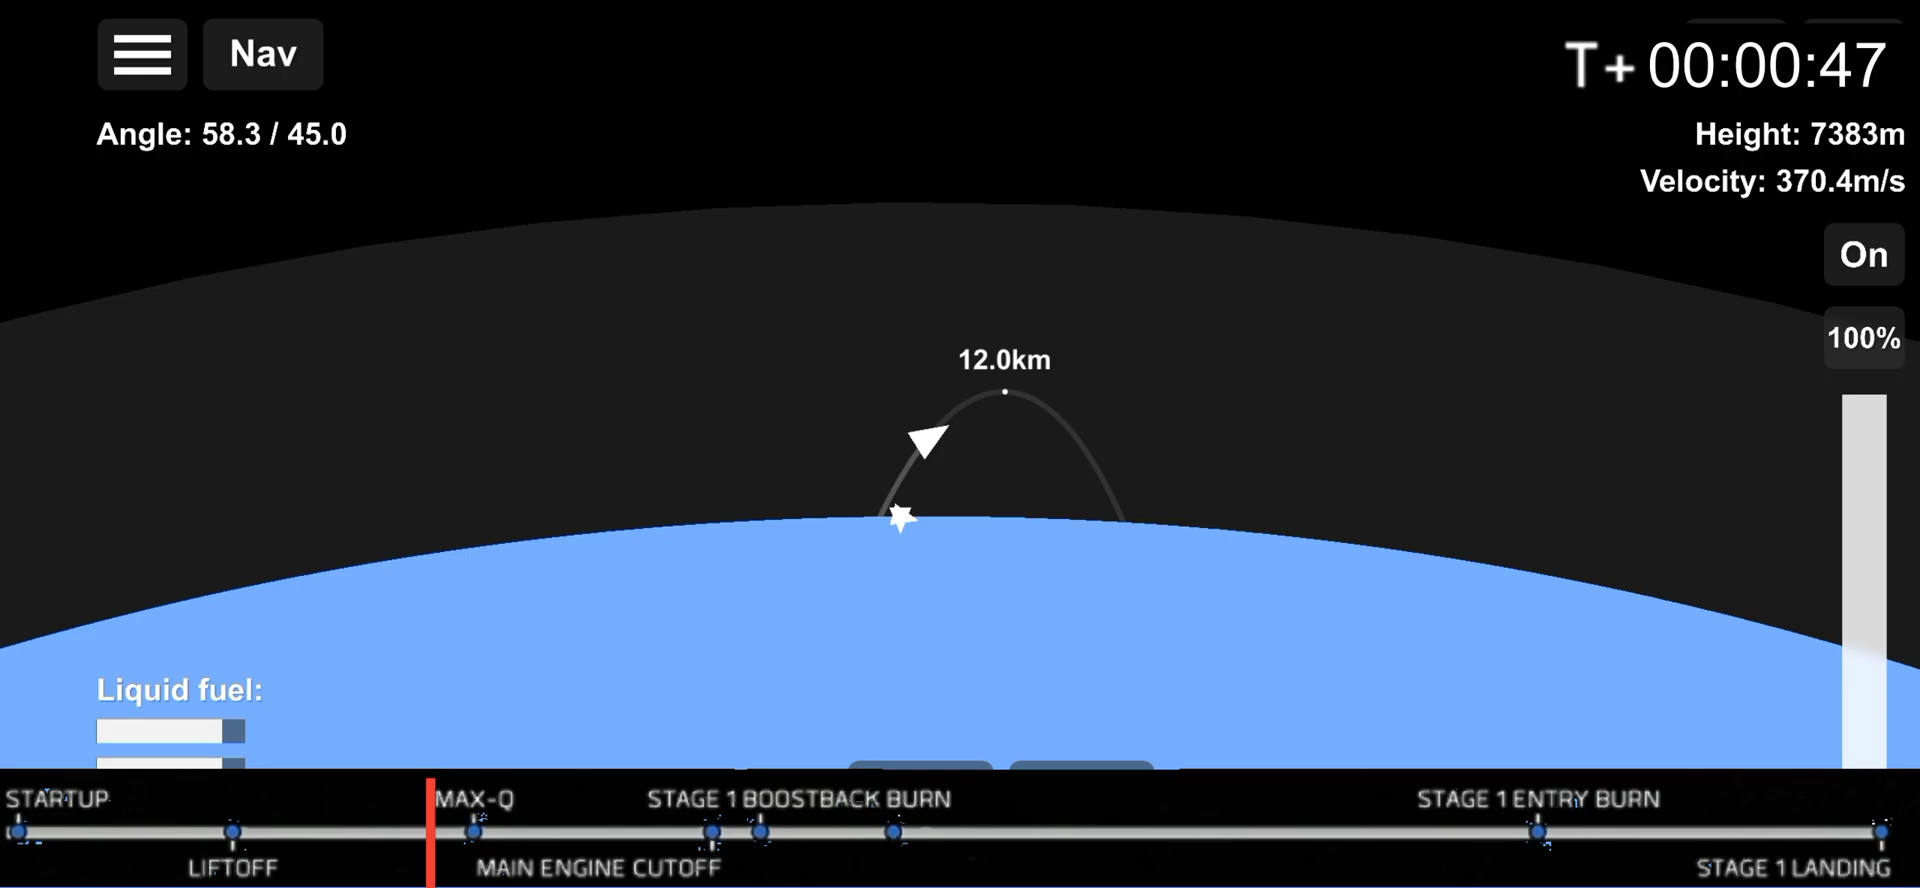 Nav
T+ 00:00:47
Angle: 58.3 / 45.0
Height: 7383m
Velocity: 370.4m/s
On
100%
12.0km
Liquid fuel:
STARTUP
MAX-Q
STAGE 1 BOOSTBACK BURN
STAGE 1 ENTRY BURN
LIFTOFF
MAIN ENGINE CUTOFF
STAGE 1 LANDING